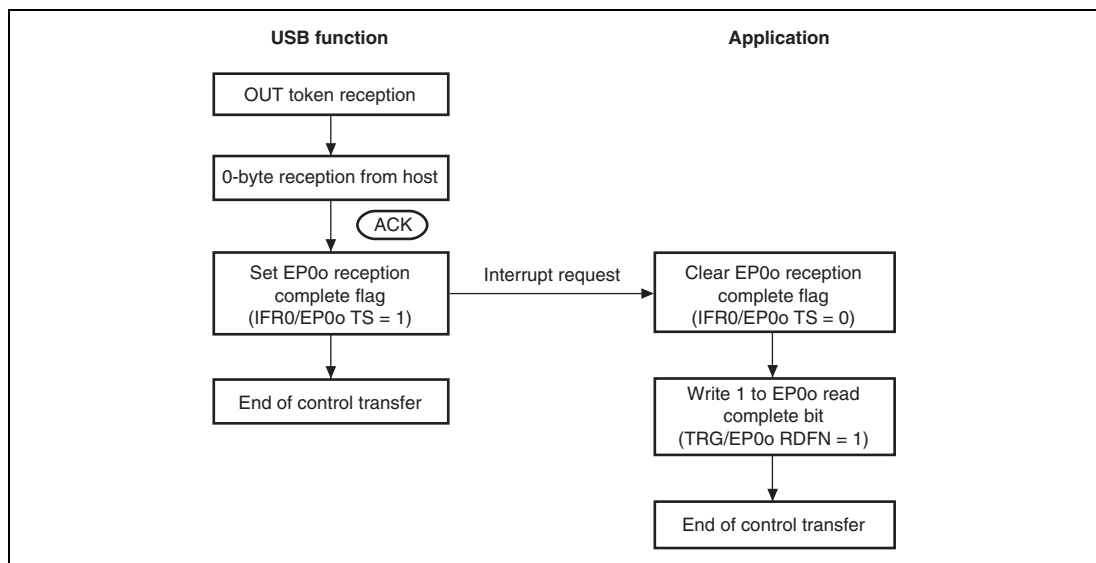 USB function
Application
OUT token reception
0-byte reception from host
ACK
Set EP0o reception
complete flag
(IFR0/EP0o TS = 1)
Interrupt request
Clear EP0o reception
complete flag
(IFR0/EP0o TS = 0)
End of control transfer
Write 1 to EP0o read
complete bit
(TRG/EP0o RDFN = 1)
End of control transfer